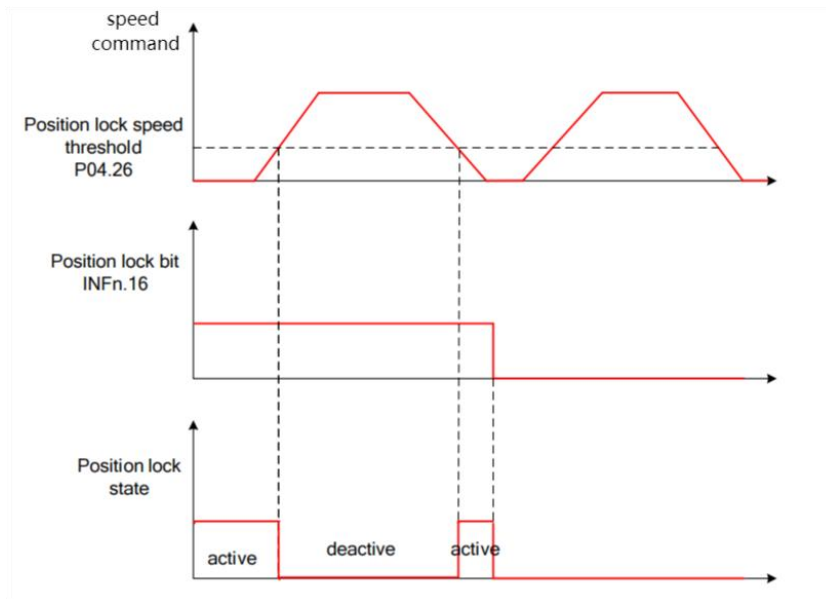 speed
command
Position lock speed
threshold
P04.26
Position lock bit
INFn.16
Position lock
state
active
deactive
active